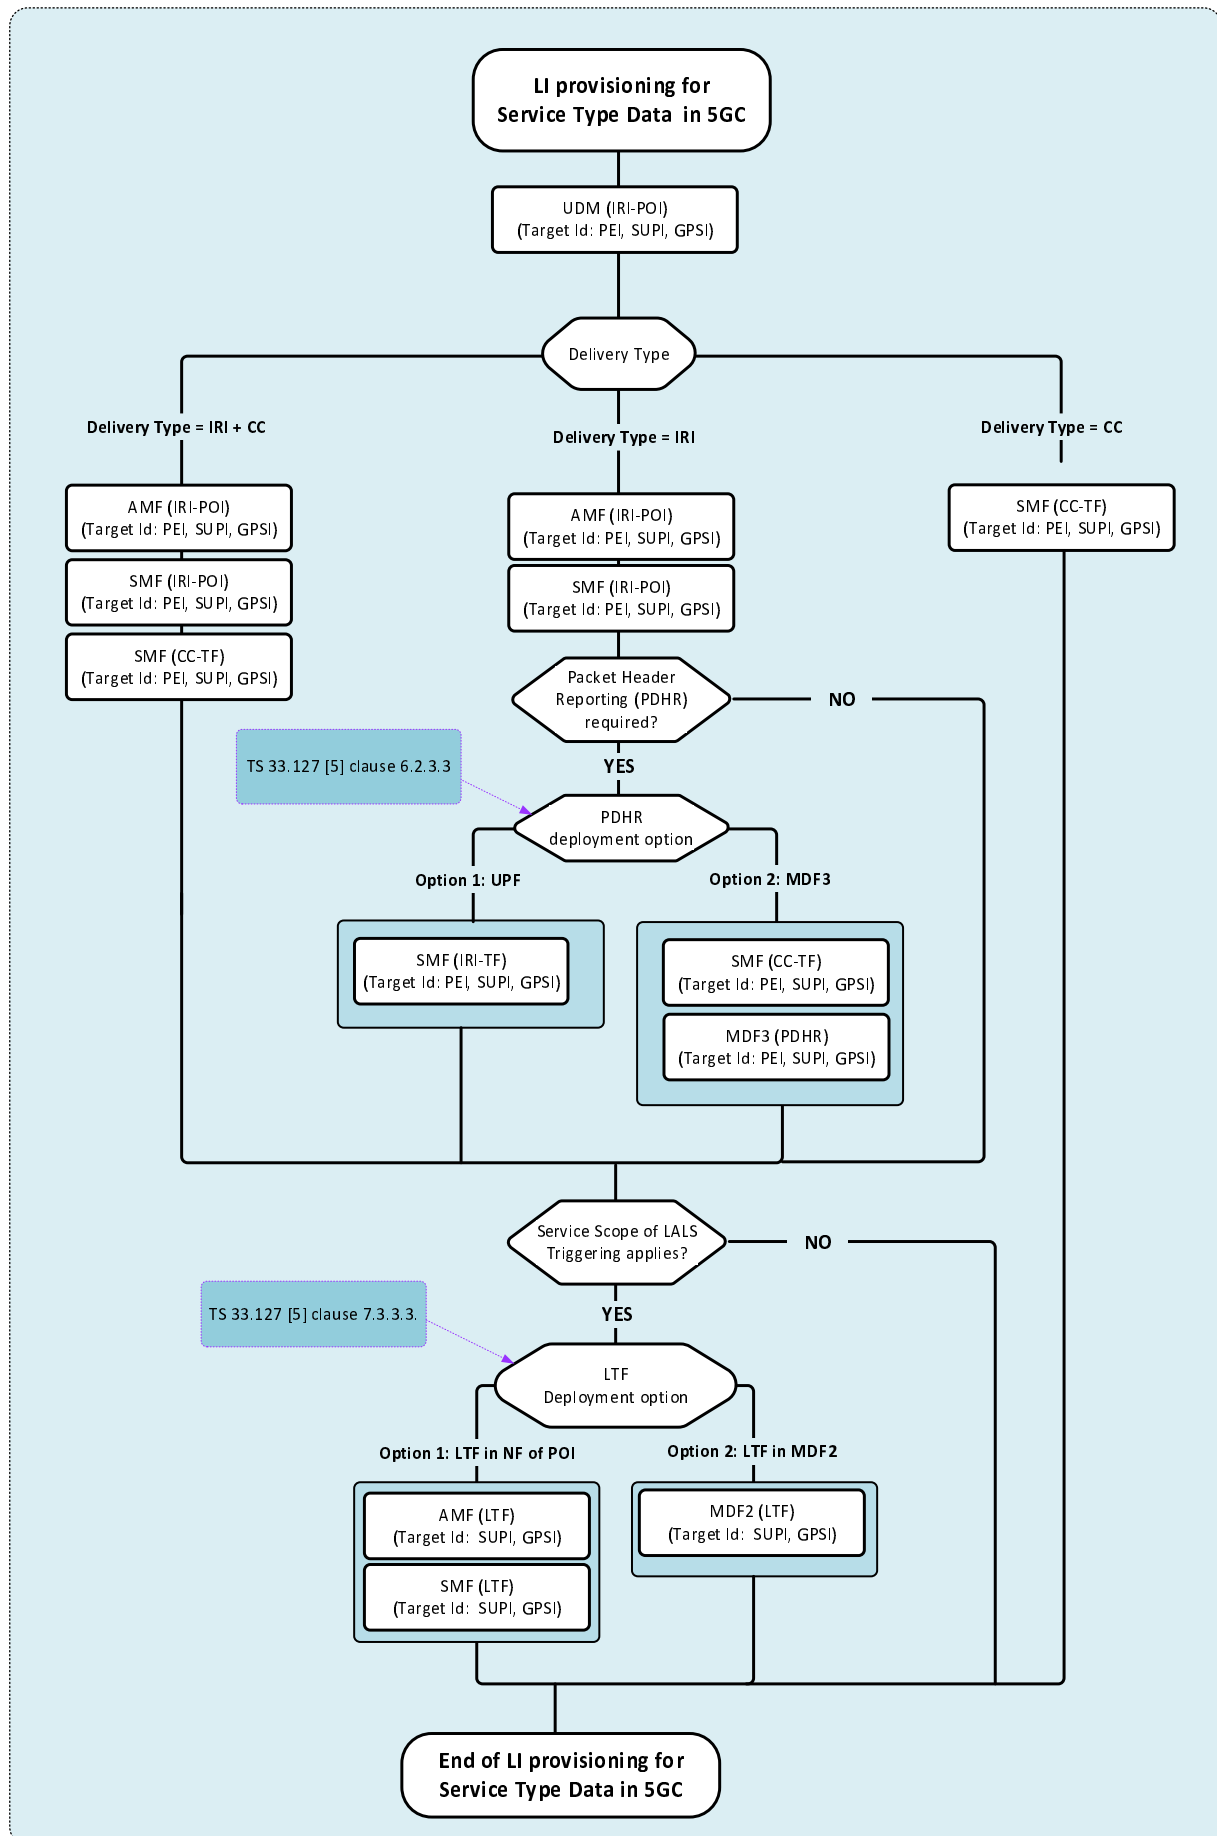 LI provisioning for
Service Type Data in 5GC
UDM (IRI-POI)
(Target Id: PEI, SUPI, GPSI)
Delivery Type
Delivery Type = IRI + CC
Delivery Type = IRI
Delivery Type = CC
AMF (IRI-POI)
(Target Id: PEI, SUPI, GPSI)
SMF (IRI-POI)
(Target Id: PEI, SUPI, GPSI)
SMF (CC-TF)
(Target Id: PEI, SUPI, GPSI)
AMF (IRI-POI)
(Target Id: PEI, SUPI, GPSI)
SMF (IRI-POI)
(Target Id: PEI, SUPI, GPSI)
SMF (CC-TF)
(Target Id: PEI, SUPI, GPSI)
Packet Header
Reporting (PDHR)
required?
NO
YES
TS 33.127 [5] clause 6.2.3.3
PDHR
deployment option
Option 1: UPF
Option 2: MDF3
SMF (IRI-TF)
(Target Id: PEI, SUPI, GPSI)
SMF (CC-TF)
(Target Id: PEI, SUPI, GPSI)
MDF3 (PDHR)
(Target Id: PEI, SUPI, GPSI)
Service Scope of LALS
Triggering applies?
NO
YES
TS 33.127 [5] clause 7.3.3.3.
LTF
Deployment option
Option 1: LTF in NF of POI
Option 2: LTF in MDF2
AMF (LTF)
(Target Id: SUPI, GPSI)
SMF (LTF)
(Target Id: SUPI, GPSI)
MDF2 (LTF)
(Target Id: SUPI, GPSI)
End of LI provisioning for
Service Type Data in 5GC